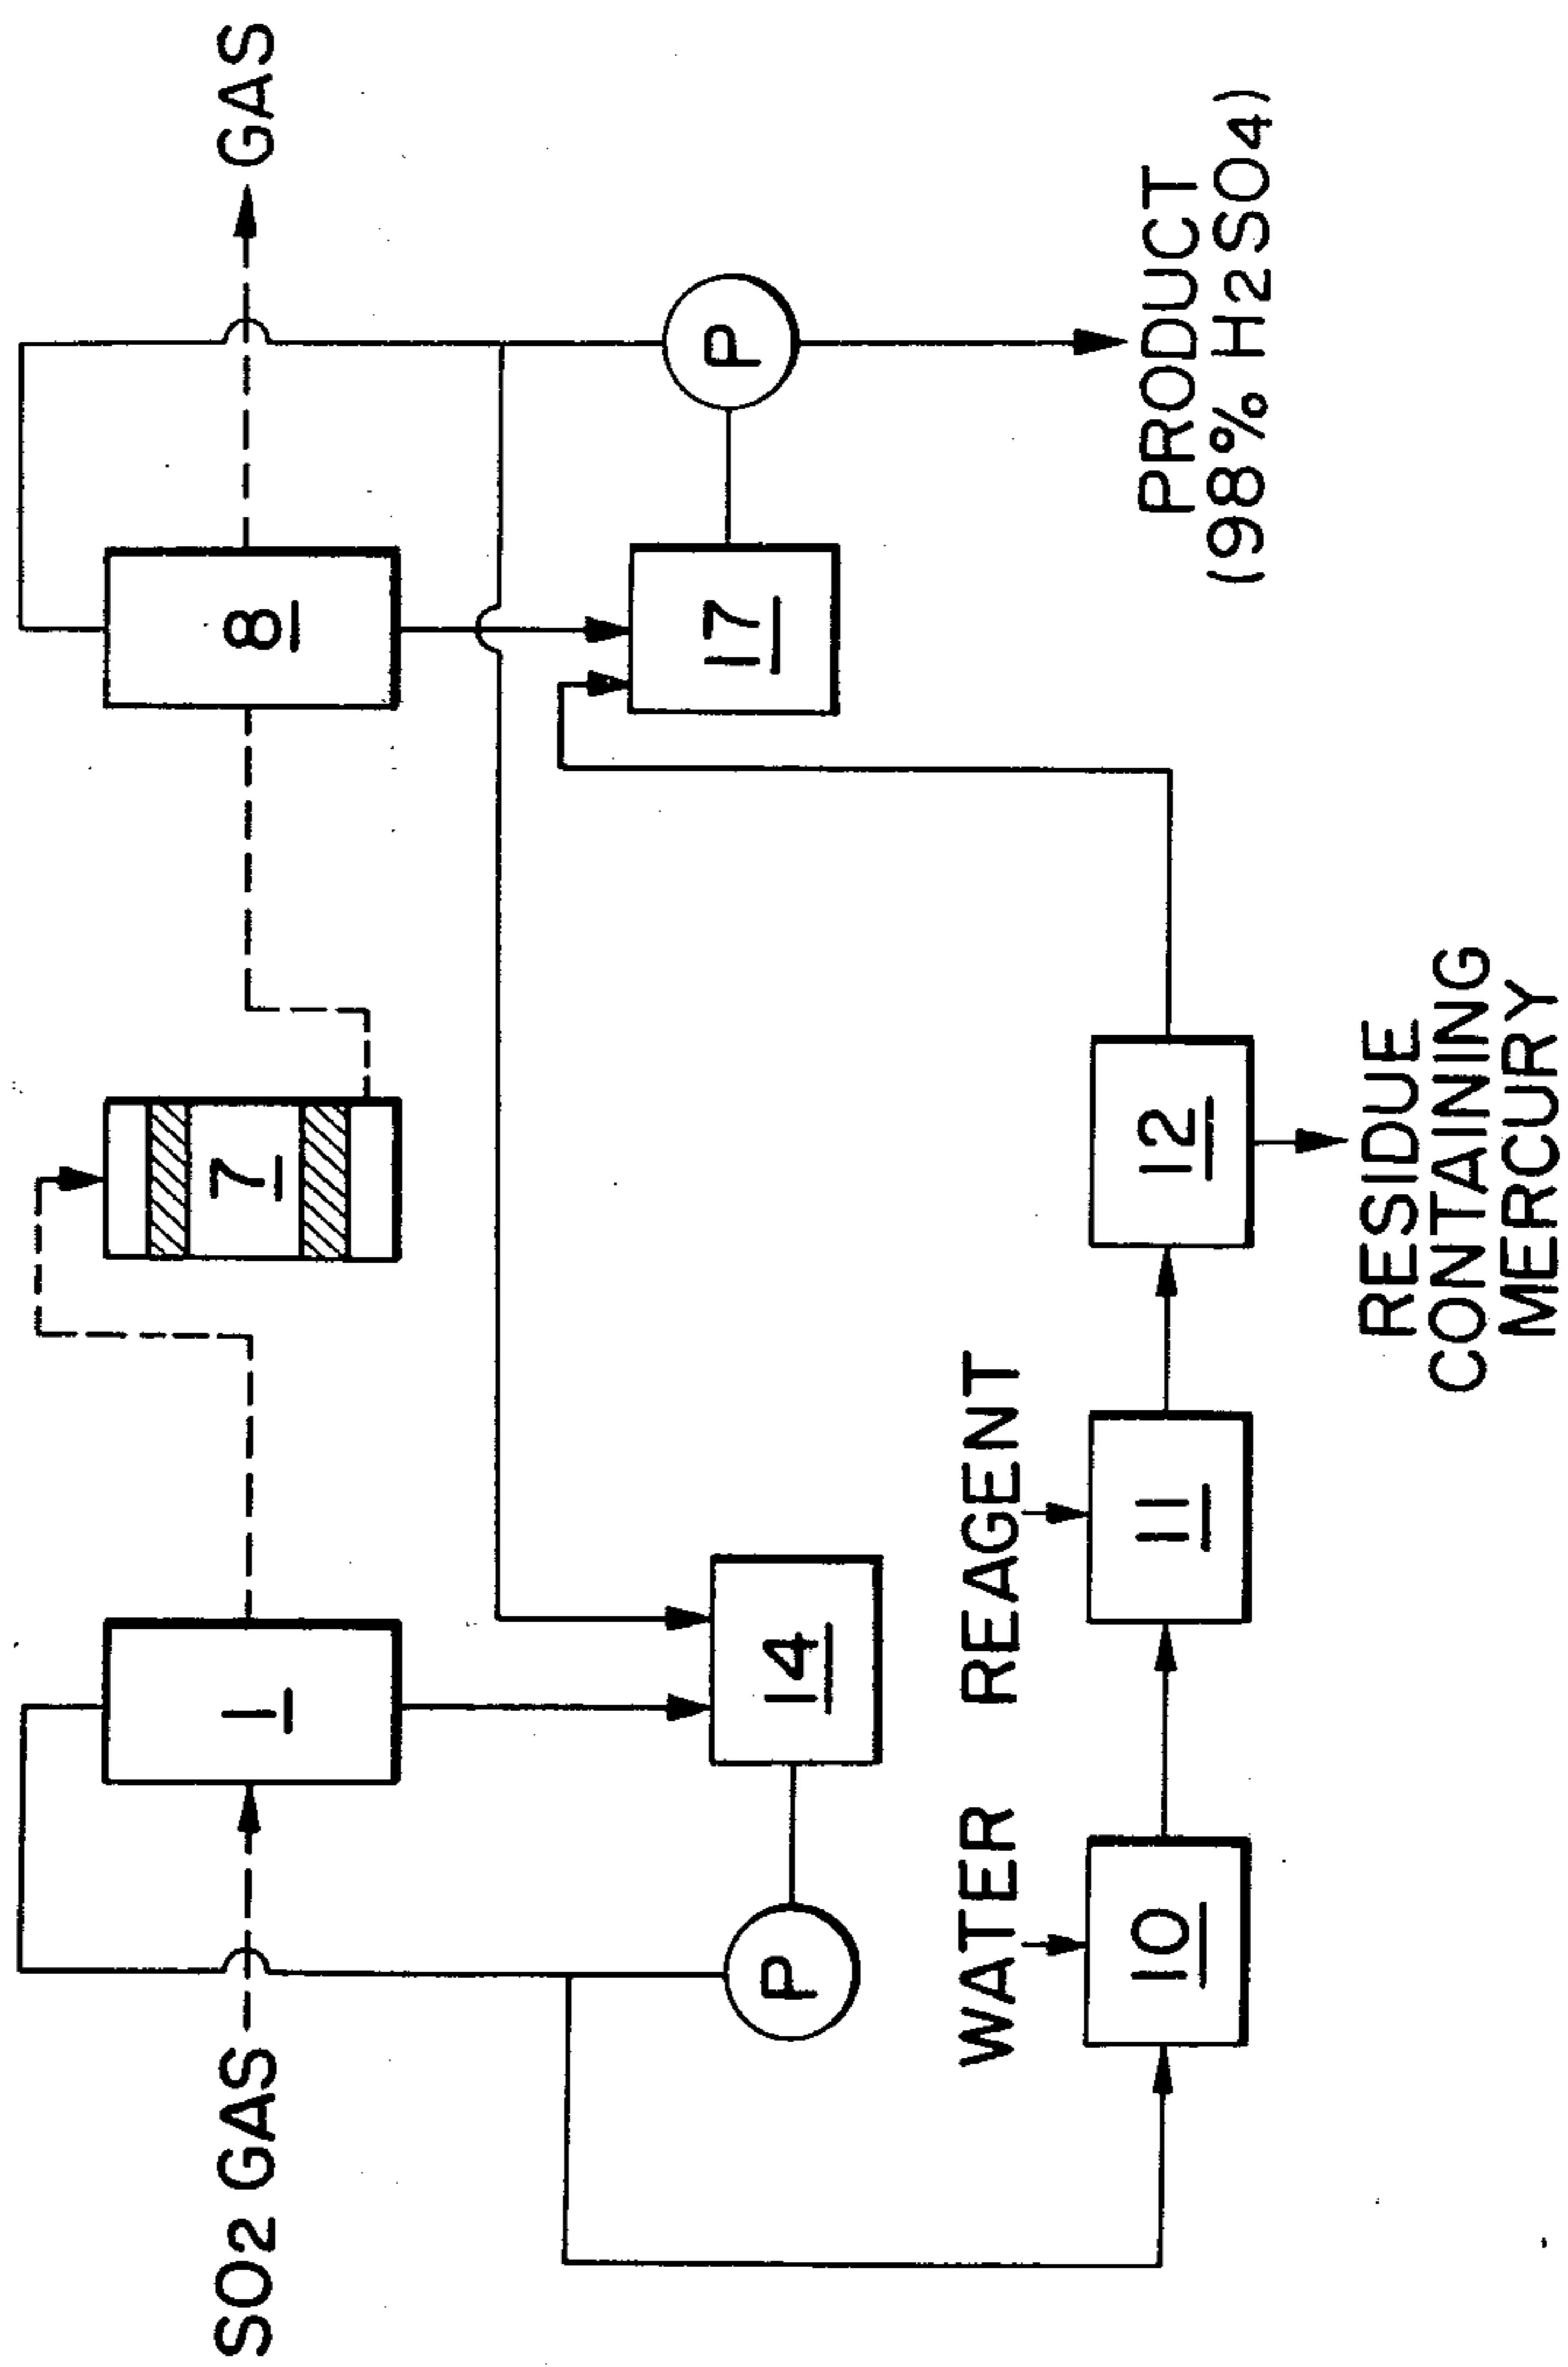 SO2 GAS
1
7
8
GAS
14
P
17
P
WATER
REAGENT
10
11
12
PRODUCT
(98% H2SO4)
RESIDUE
CONTAINING
MERCURY